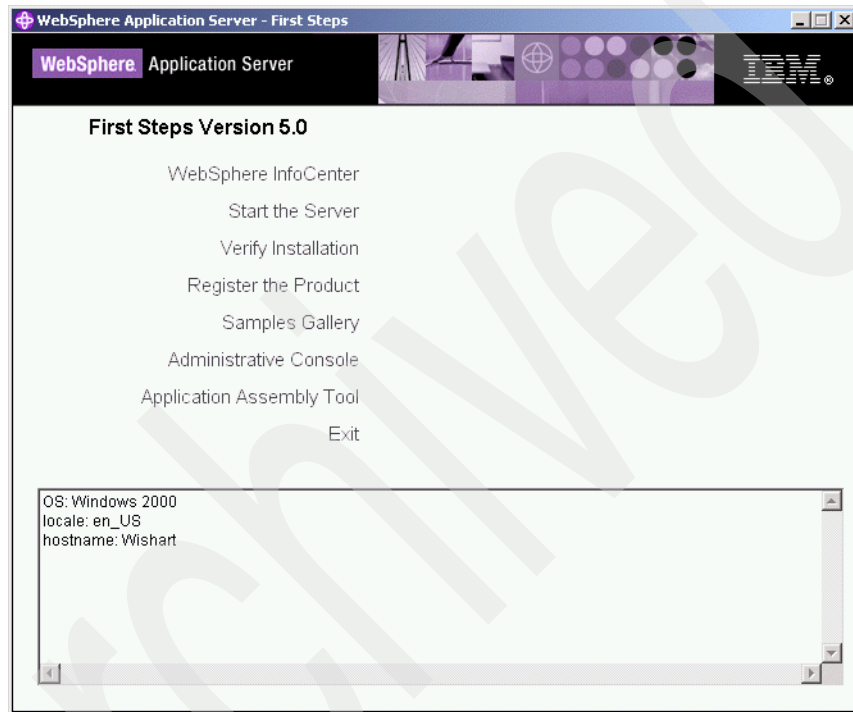 WebSphere Application Server - First Steps
WebSphere Application Server
IBM®
First Steps Version 5.0
WebSphere InfoCenter
Start the Server
Verify Installation
Register the Product
Samples Gallery
Administrative Console
Application Assembly Tool
Exit
OS: Windows 2000
locale: en_US
hostname: Wishart